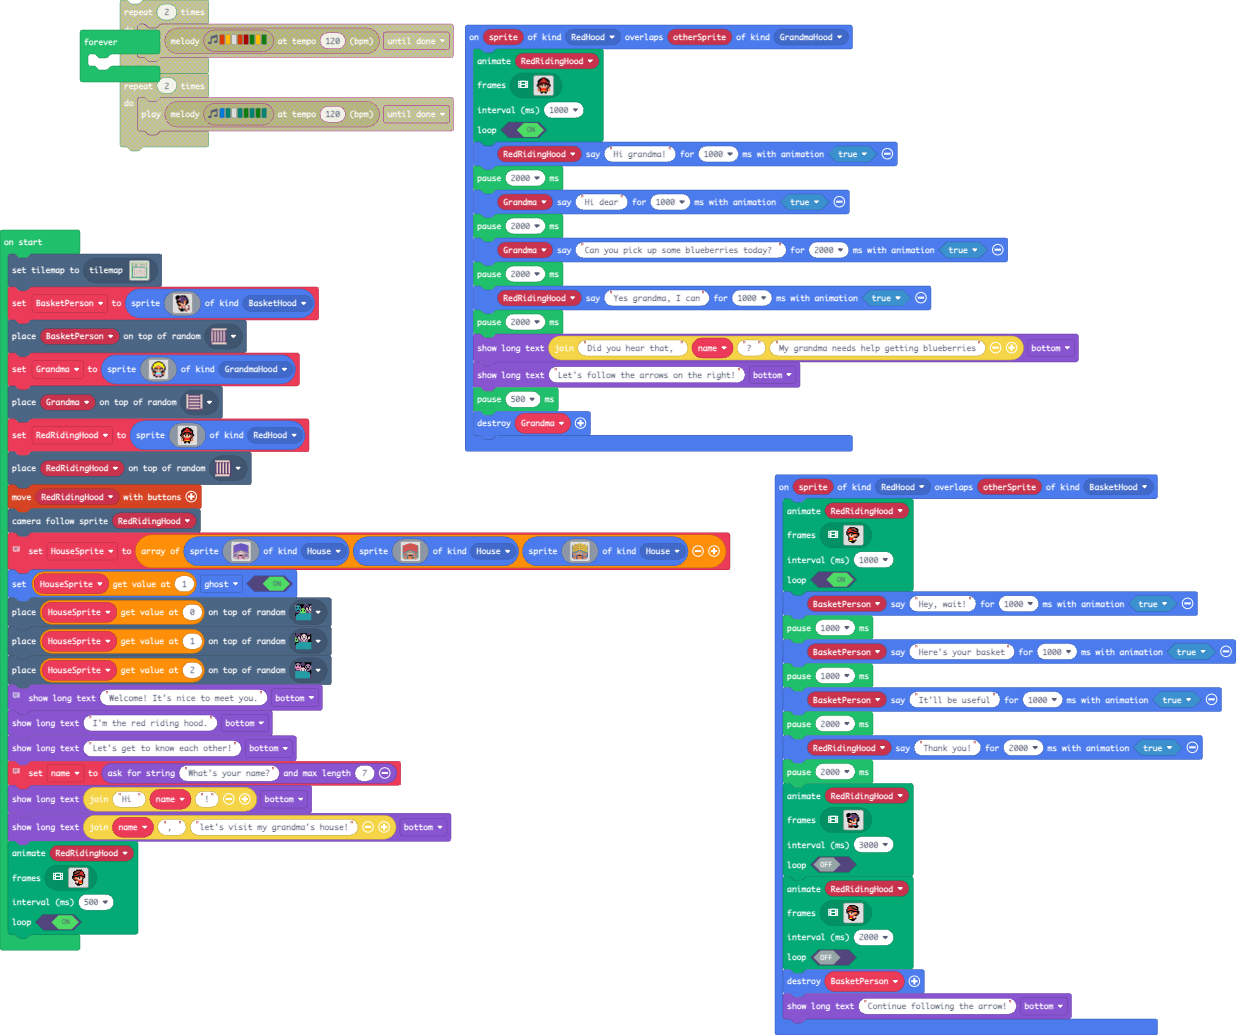 repeat 2 times
forever
melody at tempo 120 (bpm) until done
repeat 2 times
do
play melody at tempo 120 (bpm) until done
on start
set tilemap to tilemap
set BasketPerson to sprite of kind BasketHood
place BasketPerson on top of random
set Grandma to sprite of kind GrandmaHood
place Grandma on top of random
set RedRidingHood to sprite of kind RedHood
place RedRidingHood on top of random
move RedRidingHood with buttons
camera follow sprite RedRidingHood
set HouseSprite to array of sprite of kind House sprite of kind House sprite of kind House
set HouseSprite get value at 1 ghost ON
place HouseSprite get value at 0 on top of random
place HouseSprite get value at 1 on top of random
place HouseSprite get value at 2 on top of random
show long text "Welcome! It's nice to meet you." bottom
show long text "I'm the red riding hood." bottom
show long text "Let's get to know each other!" bottom
set name to ask for string "What's your name?" and max length 7
show long text join "Hi " name "!" bottom
show long text join name ", " "let's visit my grandma's house!" bottom
animate RedRidingHood
frames
interval (ms) 500
loop ON
on sprite of kind RedHood overlaps otherSprite of kind GrandmaHood
animate RedRidingHood
frames
interval (ms) 1000
loop ON
RedRidingHood say "Hi grandma!" for 1000 ms with animation true
pause 2000 ms
Grandma say "Hi dear" for 1000 ms with animation true
pause 2000 ms
Grandma say "Can you pick up some blueberries today?" for 2000 ms with animation true
pause 2000 ms
RedRidingHood say "Yes grandma, I can" for 1000 ms with animation true
pause 2000 ms
show long text join "Did you hear that, " name "? " "My grandma needs help getting blueberries" bottom
show long text "Let's follow the arrows on the right!" bottom
pause 500 ms
destroy Grandma
on sprite of kind RedHood overlaps otherSprite of kind BasketHood
animate RedRidingHood
frames
interval (ms) 1000
loop ON
BasketPerson say "Hey, wait!" for 1000 ms with animation true
pause 1000 ms
BasketPerson say "Here's your basket" for 1000 ms with animation true
pause 1000 ms
BasketPerson say "It'll be useful" for 1000 ms with animation true
pause 2000 ms
RedRidingHood say "Thank you!" for 2000 ms with animation true
pause 2000 ms
animate RedRidingHood
frames
interval (ms) 3000
loop OFF
animate RedRidingHood
frames
interval (ms) 2000
loop OFF
destroy BasketPerson
show long text "Continue following the arrow!" bottom